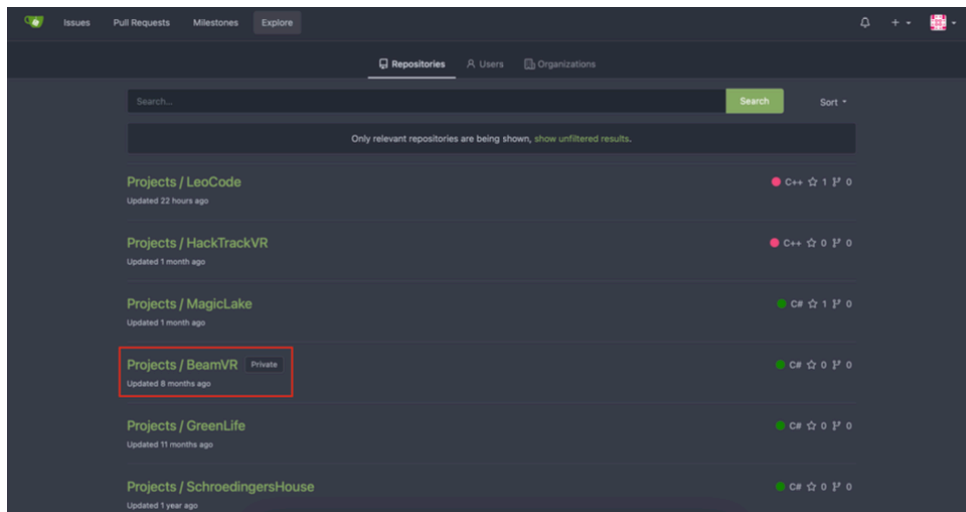 Issues Pull Requests Milestones Explore
Repositories Users Organizations
Search... Search Sort
Only relevant repositories are being shown, show unfiltered results.
Projects / LeoCode C++ 1 0
Updated 22 hours ago
Projects / HackTrackVR C++ 0 0
Updated 1 month ago
Projects / MagicLake C# 1 0
Updated 1 month ago
Projects / BeamVR Private C# 0 0
Updated 8 months ago
Projects / GreenLife C# 0 0
Updated 11 months ago
Projects / SchroedingersHouse C# 0 0
Updated 1 year ago